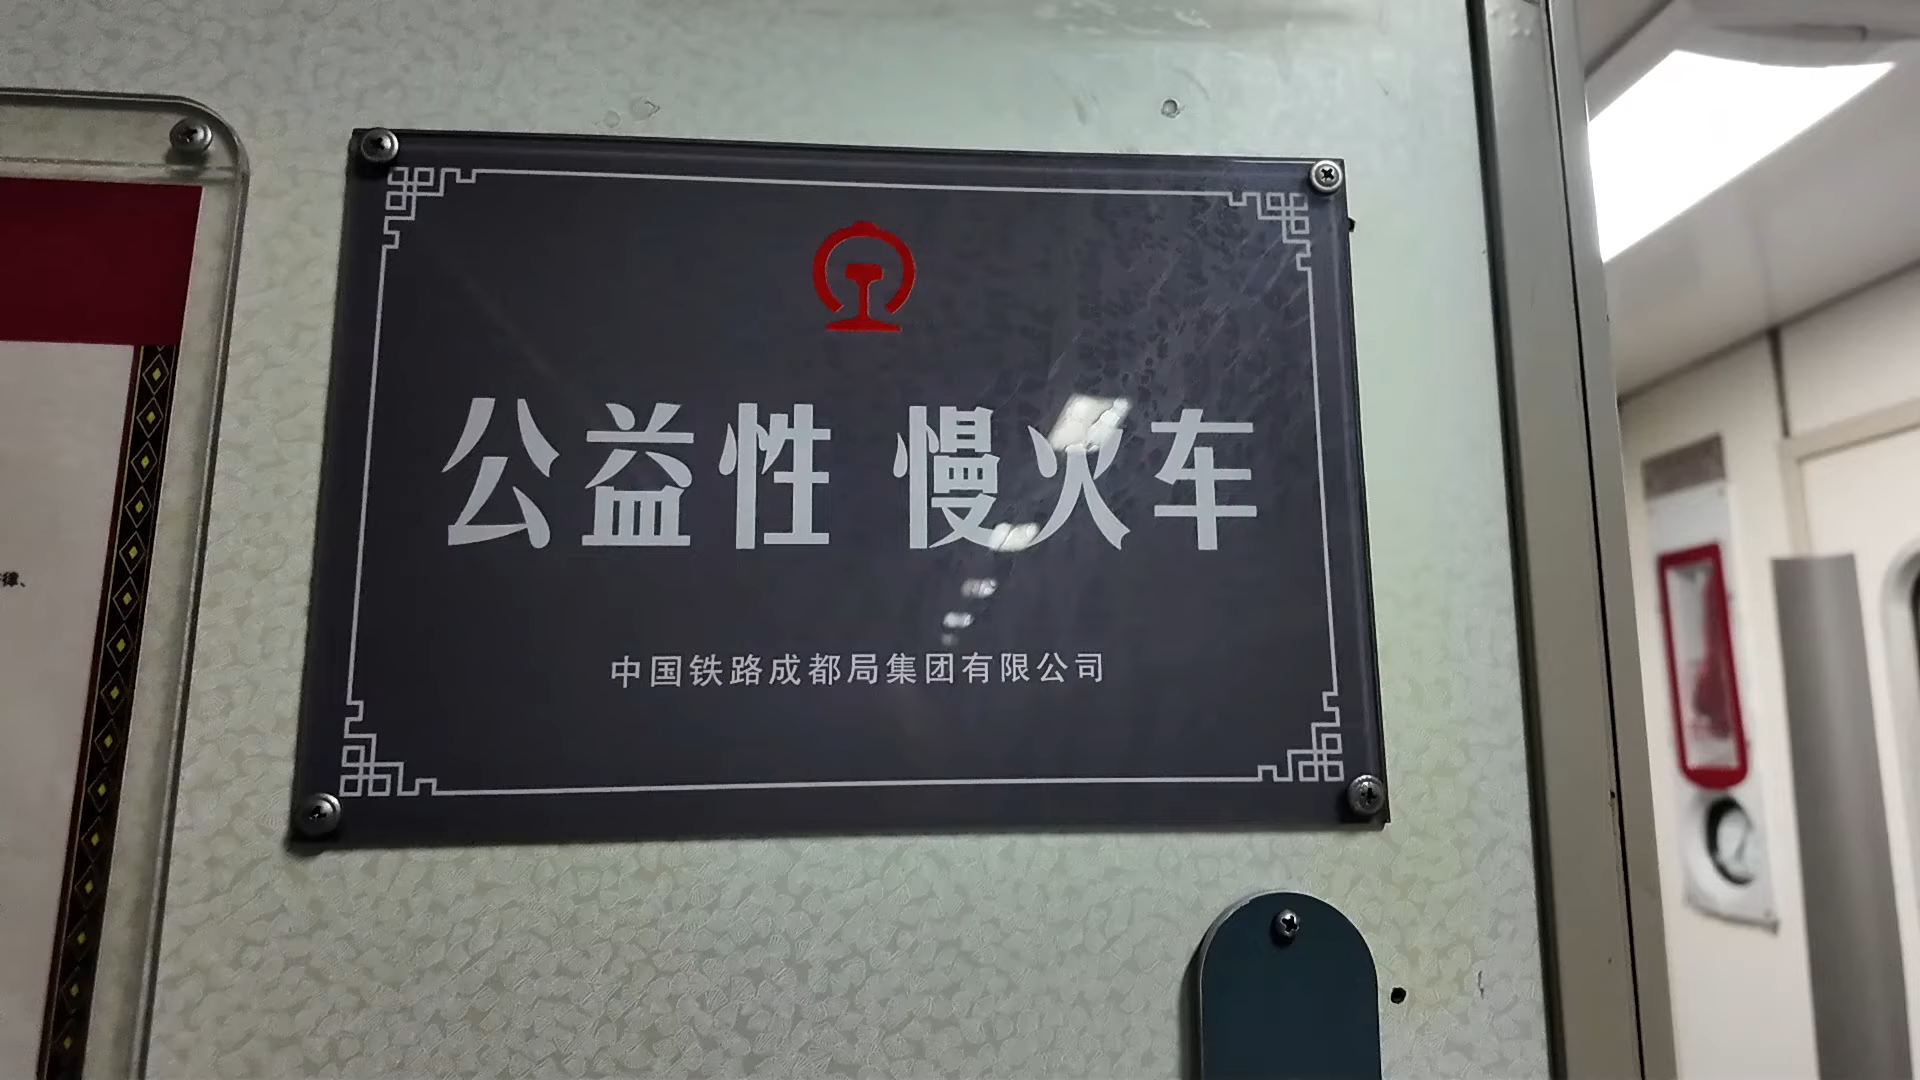 公益性 慢火车
中国铁路成都局集团有限公司
律、